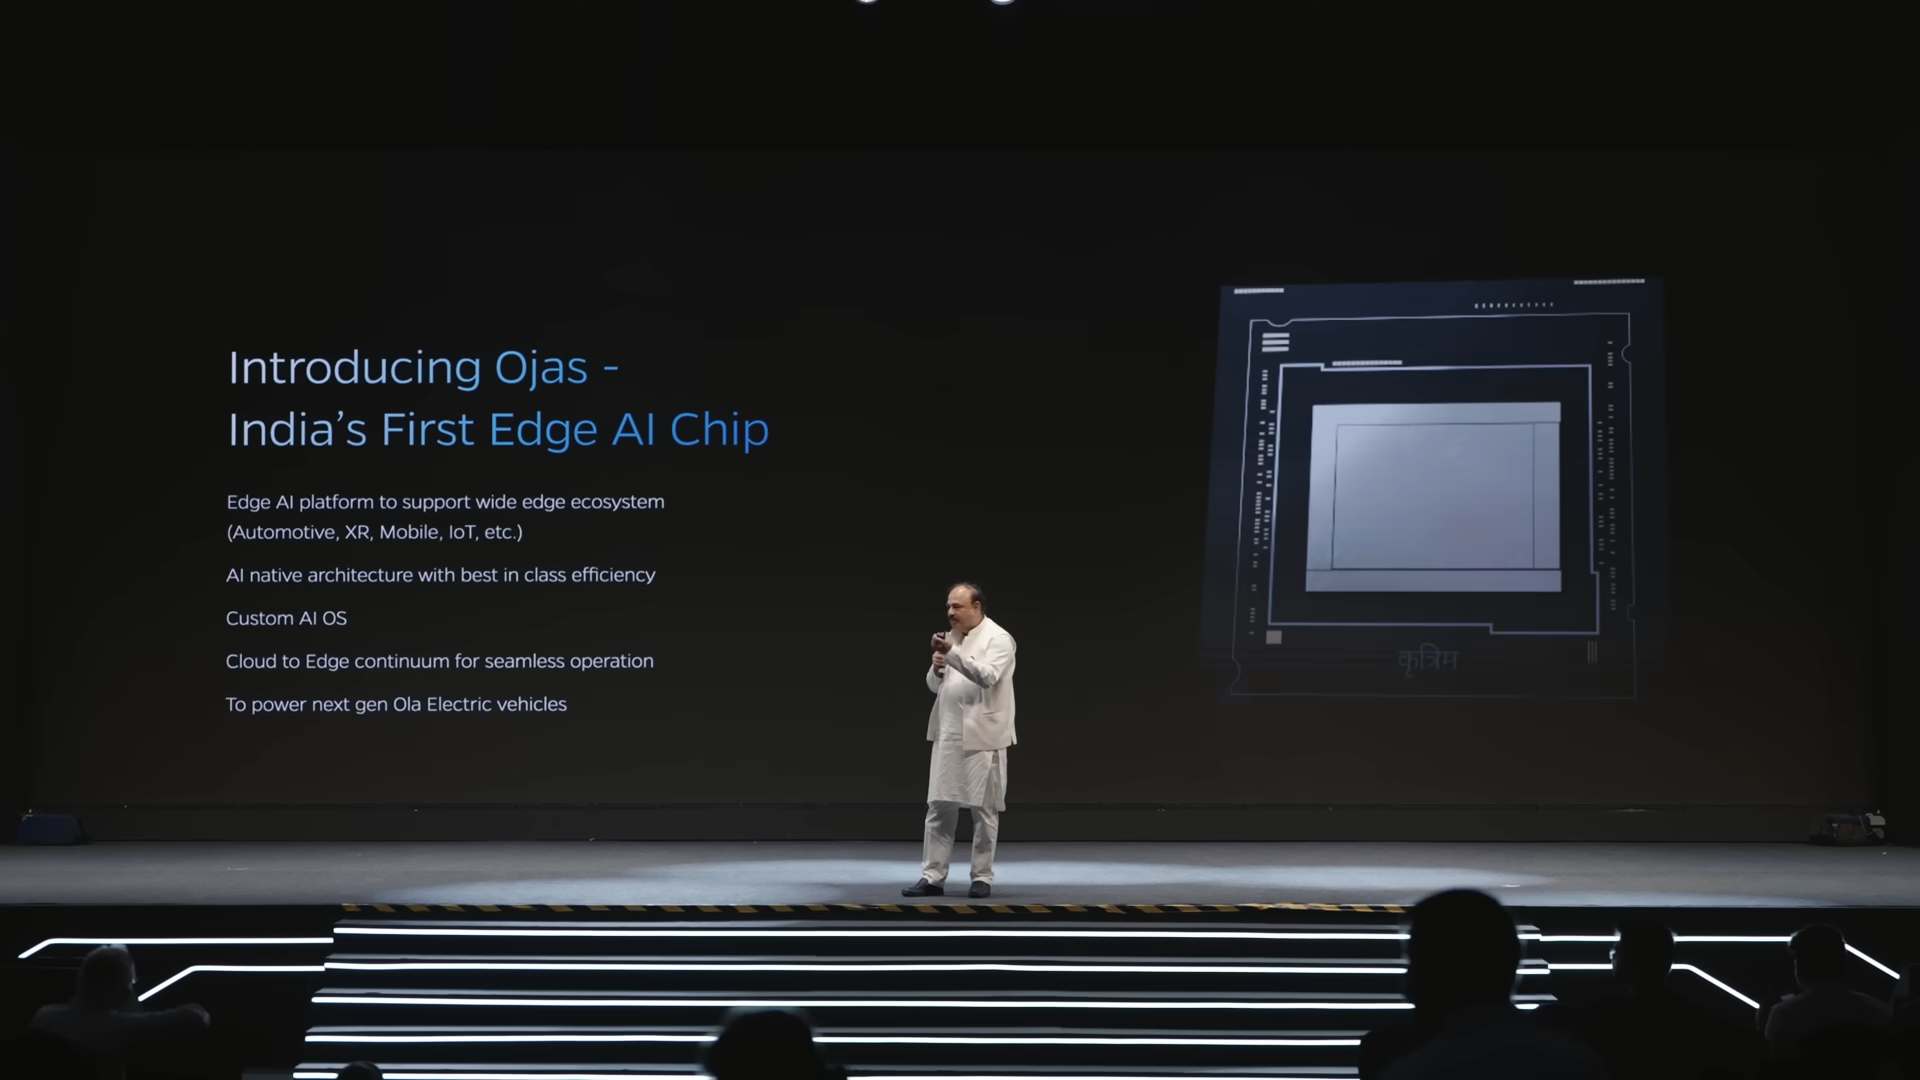 Introducing Ojas -
India’s First Edge AI Chip
Edge AI platform to support wide edge ecosystem
(Automotive, XR, Mobile, IoT, etc.)
AI native architecture with best in class efficiency
Custom AI OS
Cloud to Edge continuum for seamless operation
To power next gen Ola Electric vehicles
कृत्रिम